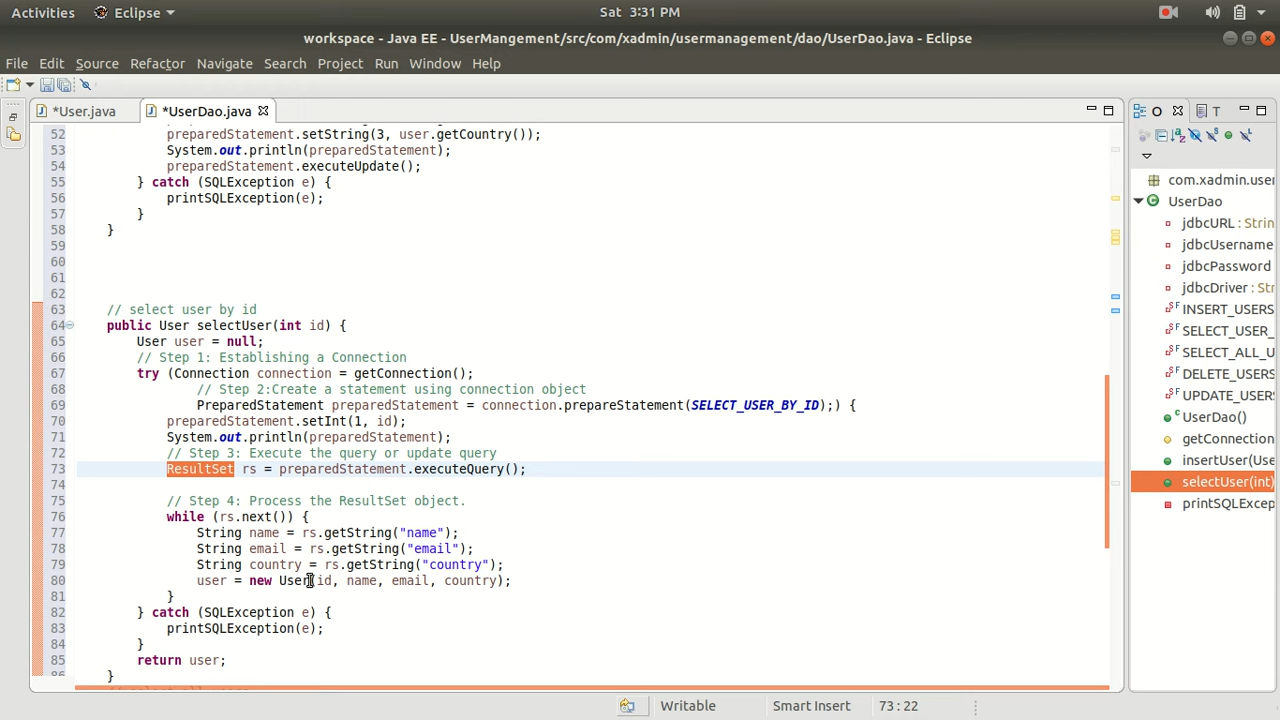 Activities Eclipse Sat 3:31 PM
workspace - Java EE - UserMangement/src/com/xadmin/usermanagement/dao/UserDao.java - Eclipse
File Edit Source Refactor Navigate Search Project Run Window Help
*User.java *UserDao.java O T
52 preparedStatement.setString(3, user.getCountry());
53 System.out.println(preparedStatement);
54 preparedStatement.executeUpdate();
55 } catch (SQLException e) {
56 printSQLException(e);
57 }
58 }
59
60
61
62
63 // select user by id
64 public User selectUser(int id) {
65 User user = null;
66 // Step 1: Establishing a Connection
67 try (Connection connection = getConnection();
68 // Step 2:Create a statement using connection object
69 PreparedStatement preparedStatement = connection.prepareStatement(SELECT_USER_BY_ID);) {
70 preparedStatement.setInt(1, id);
71 System.out.println(preparedStatement);
72 // Step 3: Execute the query or update query
73 ResultSet rs = preparedStatement.executeQuery();
74
75 // Step 4: Process the ResultSet object.
76 while (rs.next()) {
77 String name = rs.getString("name");
78 String email = rs.getString("email");
79 String country = rs.getString("country");
80 user = new User(id, name, email, country);
81 }
82 } catch (SQLException e) {
83 printSQLException(e);
84 }
85 return user;
86 }
com.xadmin.user
UserDao
jdbcURL : String
jdbcUsername
jdbcPassword
jdbcDriver : Str
INSERT_USERS
SELECT_USER_
SELECT_ALL_U
DELETE_USERS
UPDATE_USERS
UserDao()
getConnection
insertUser(Use
selectUser(int)
printSQLExcep
Writable Smart Insert 73 : 22